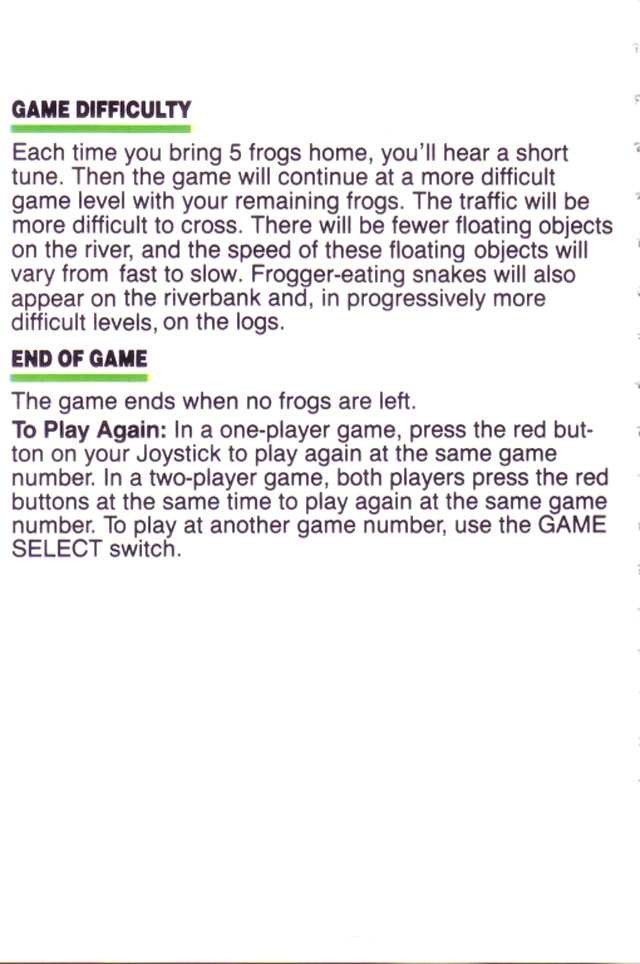 GAME DIFFICULTY
Each time you bring 5 frogs home, you'll hear a short
tune. Then the game will continue at a more difficult
game level with your remaining frogs. The traffic will be
more difficult to cross. There will be fewer floating objects
on the river, and the speed of these floating objects will
vary from fast to slow. Frogger-eating snakes will also
appear on the riverbank and, in progressively more
difficult levels, on the logs.
END OF GAME
The game ends when no frogs are left.
To Play Again: In a one-player game, press the red but-
ton on your Joystick to play again at the same game
number. In a two-player game, both players press the red
buttons at the same time to play again at the same game
number. To play at another game number, use the GAME
SELECT switch.